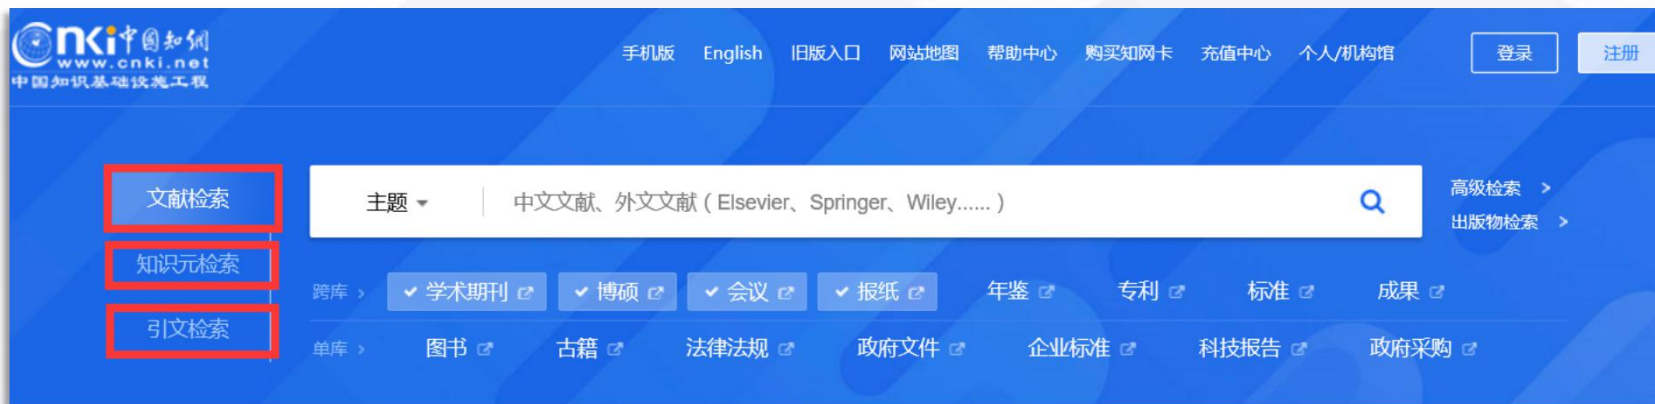 cnki中国知网
www.cnki.net
中国知识基础设施工程
手机版 English 旧版入口 网站地图 帮助中心 购买知网卡 充值中心 个人/机构馆 登录 注册
文献检索
主题 中文文献、外文文献 ( Elsevier、Springer、Wiley...... )
高级检索 >
出版物检索 >
知识元检索
引文检索
跨库 > 学术期刊 博硕 会议 报纸 年鉴 专利 标准 成果
单库 > 图书 古籍 法律法规 政府文件 企业标准 科技报告 政府采购